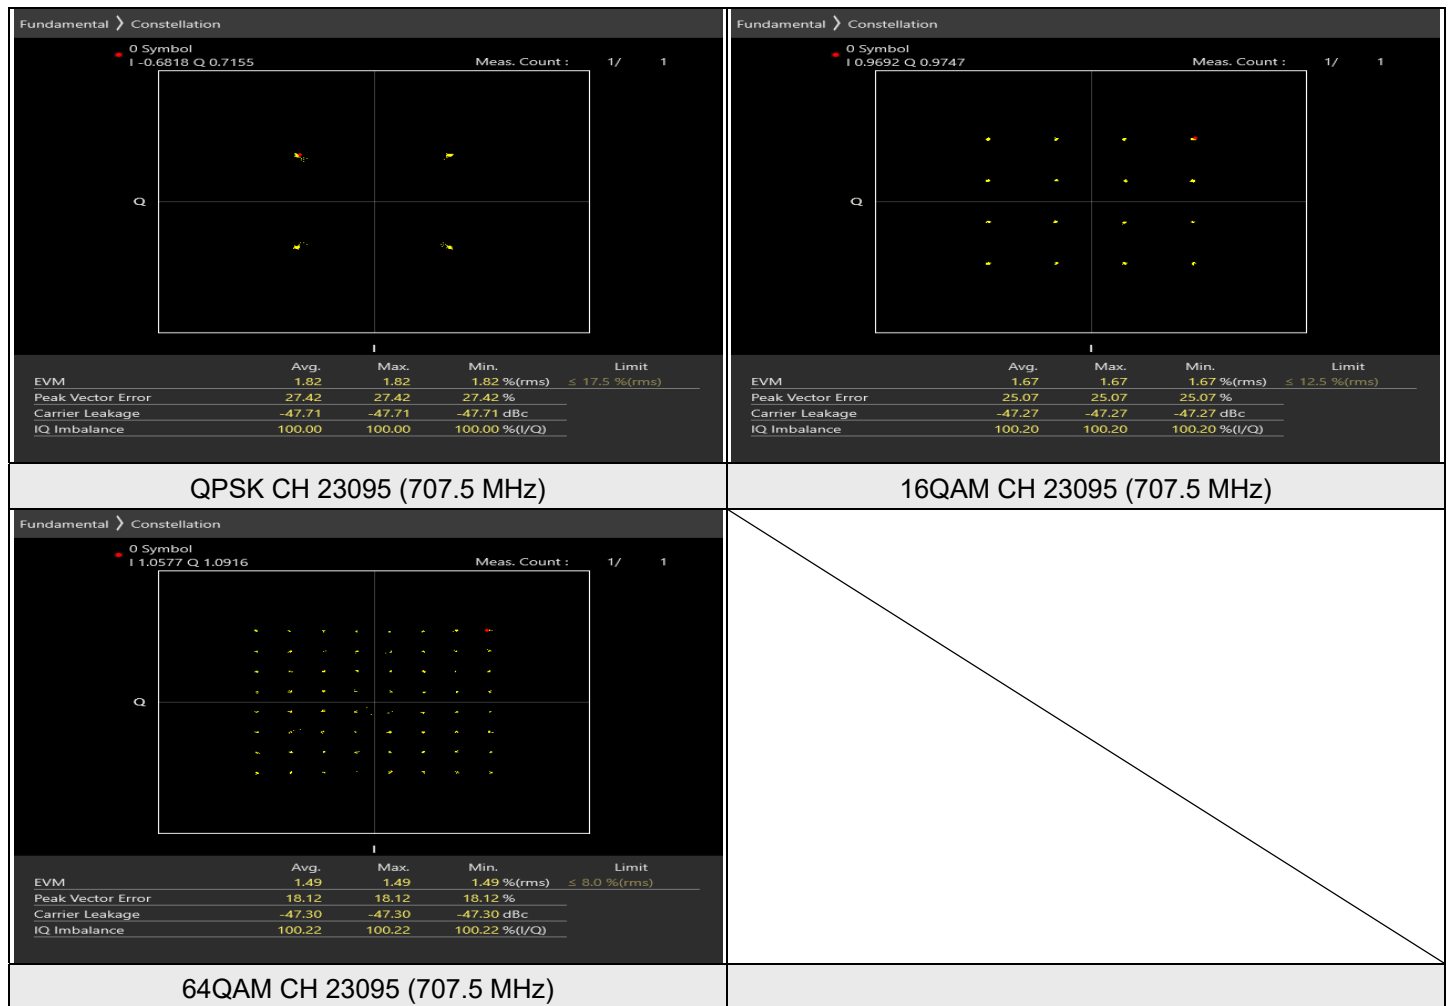 Fundamental ❯ Constellation
0 Symbol
I -0.6818 Q 0.7155 Meas. Count : 1/ 1
Q
I
Avg. Max. Min. Limit
EVM 1.82 1.82 1.82 %(rms) ≤ 17.5 %(rms)
Peak Vector Error 27.42 27.42 27.42 %
Carrier Leakage -47.71 -47.71 -47.71 dBc
IQ Imbalance 100.00 100.00 100.00 %(I/Q)
QPSK CH 23095 (707.5 MHz)
Fundamental ❯ Constellation
0 Symbol
I 0.9692 Q 0.9747 Meas. Count : 1/ 1
Q
I
Avg. Max. Min. Limit
EVM 1.67 1.67 1.67 %(rms) ≤ 12.5 %(rms)
Peak Vector Error 25.07 25.07 25.07 %
Carrier Leakage -47.27 -47.27 -47.27 dBc
IQ Imbalance 100.20 100.20 100.20 %(I/Q)
16QAM CH 23095 (707.5 MHz)
Fundamental ❯ Constellation
0 Symbol
I 1.0577 Q 1.0916 Meas. Count : 1/ 1
Q
I
Avg. Max. Min. Limit
EVM 1.49 1.49 1.49 %(rms) ≤ 8.0 %(rms)
Peak Vector Error 18.12 18.12 18.12 %
Carrier Leakage -47.30 -47.30 -47.30 dBc
IQ Imbalance 100.22 100.22 100.22 %(I/Q)
64QAM CH 23095 (707.5 MHz)